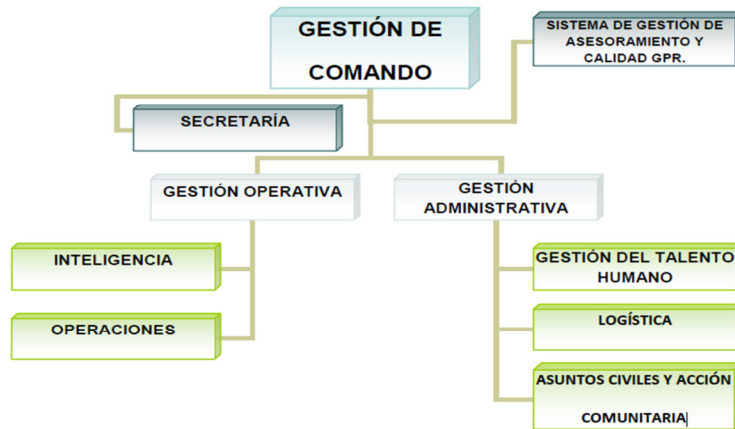 GESTIÓN DE
COMANDO
SISTEMA DE GESTIÓN DE
ASESORAMIENTO Y
CALIDAD GPR.
SECRETARÍA
GESTIÓN OPERATIVA
GESTIÓN
ADMINISTRATIVA
INTELIGENCIA
OPERACIONES
GESTIÓN DEL TALENTO
HUMANO
LOGÍSTICA
ASUNTOS CIVILES Y ACCIÓN
COMUNITARIA